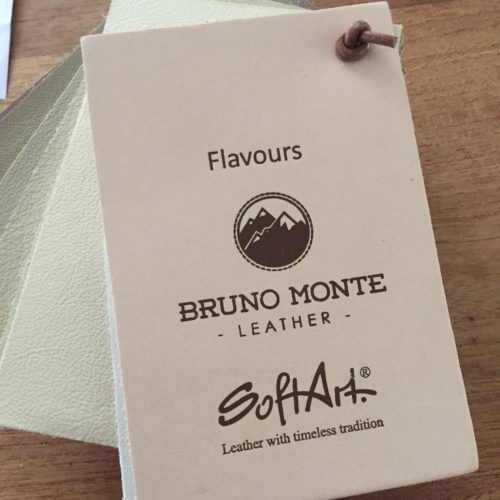 Flavours
BRUNO MONTE
- LEATHER -
SoftArt.®
Leather with timeless tradition